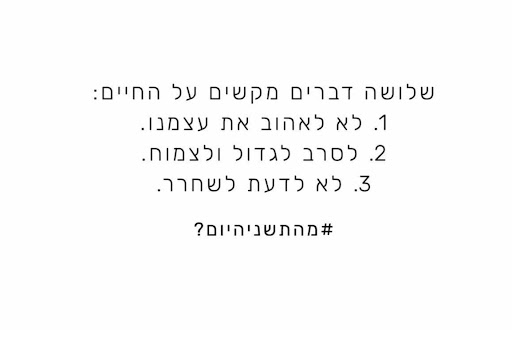 שלושה דברים מקשים על החיים:
1. לא לאהוב את עצמנו.
2. לסרב לגדול ולצמוח.
3. לא לדעת לשחרר.
#מהתשניהיום?